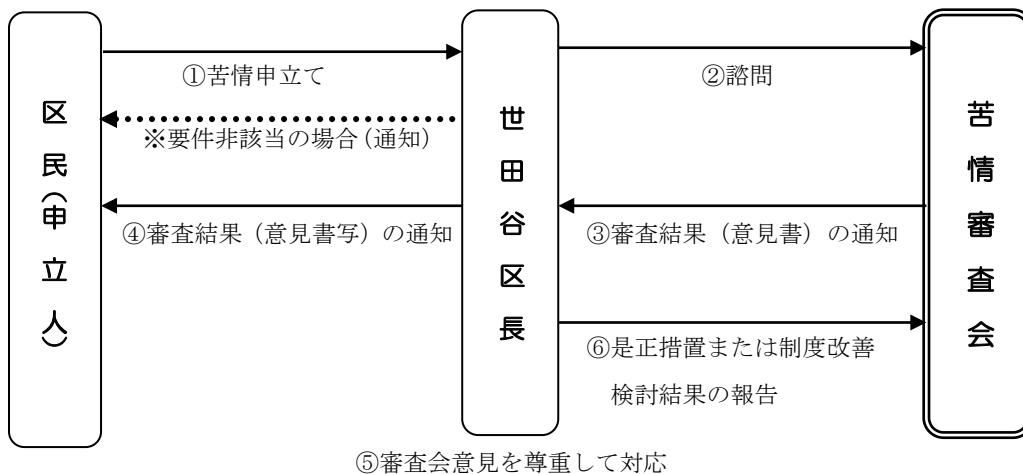 区民（申立人）
世田谷区長
苦情審査会
①苦情申立て
②諮問
※要件非該当の場合（通知）
④審査結果（意見書写）の通知
③審査結果（意見書）の通知
⑥是正措置または制度改善
検討結果の報告
⑤審査会意見を尊重して対応